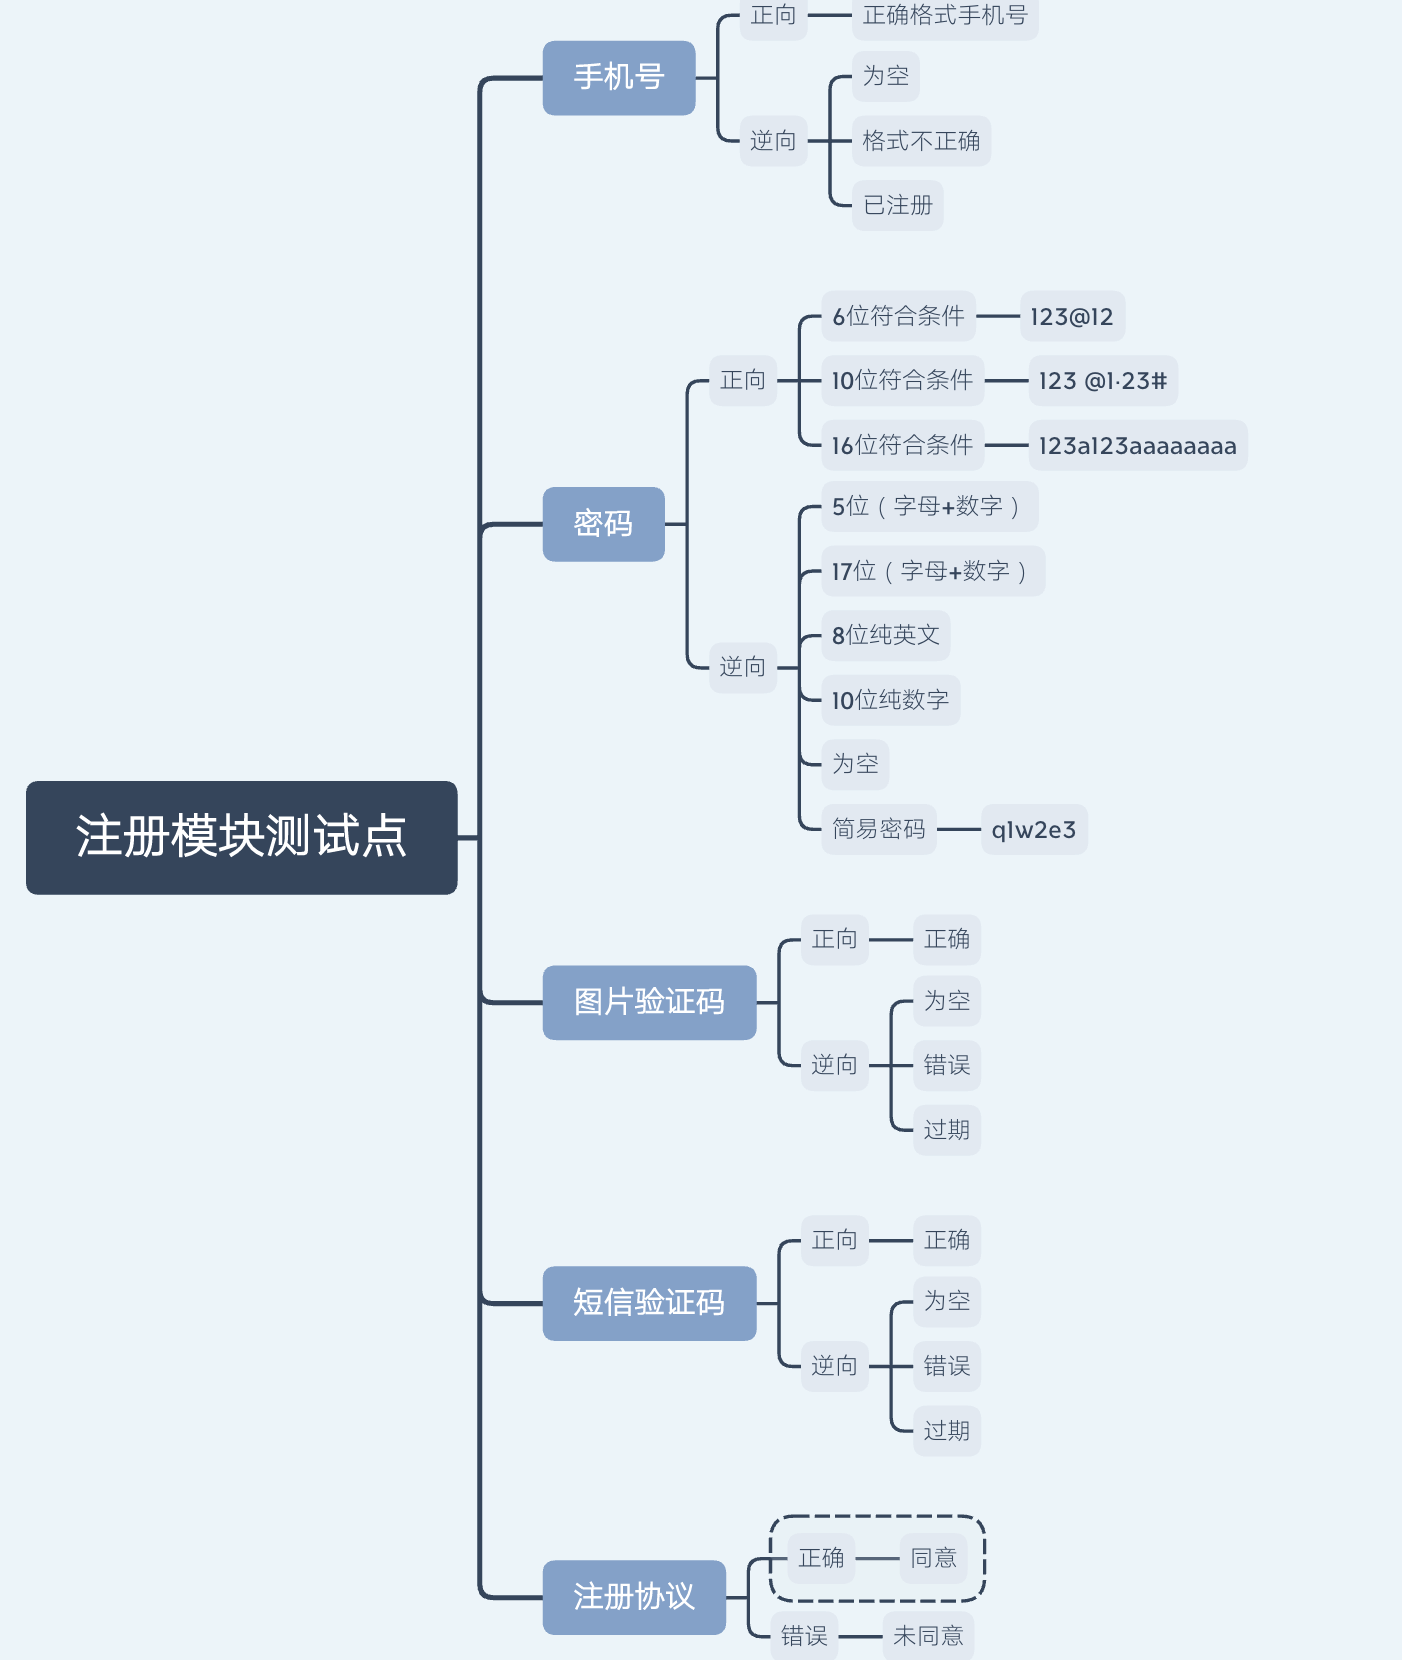 正向
正确格式手机号
手机号
为空
逆向
格式不正确
已注册
6位符合条件
123@12
正向
10位符合条件
123 @1·23#
16位符合条件
123a123aaaaaaaaa
5位（字母+数字）
密码
17位（字母+数字）
8位纯英文
逆向
10位纯数字
为空
简易密码
q1w2e3
注册模块测试点
正向
正确
图片验证码
为空
逆向
错误
过期
正向
正确
短信验证码
为空
逆向
错误
过期
正确
同意
注册协议
错误
未同意